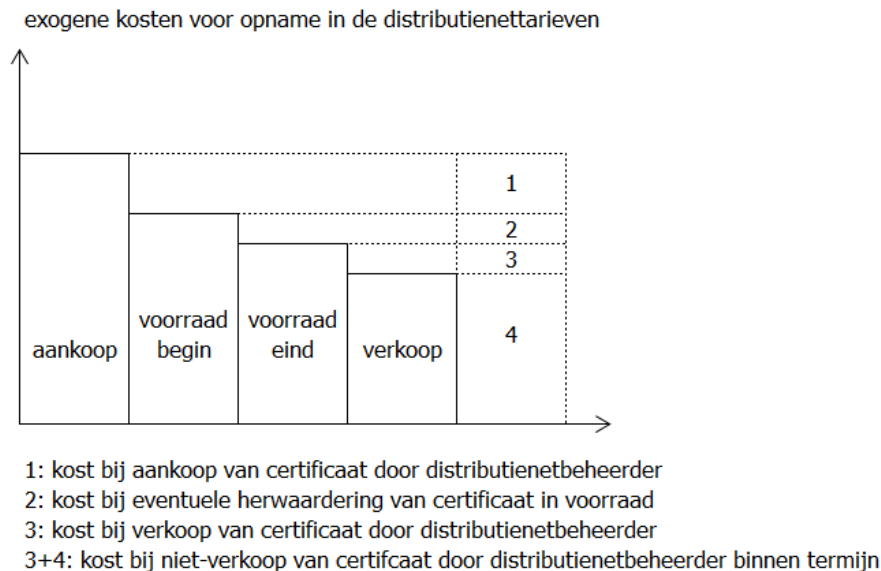 exogene kosten voor opname in de distributienettarieven
1
2
3
4
aankoop
voorraad begin
voorraad eind
verkoop
1: kost bij aankoop van certificaat door distributienetbeheerder
2: kost bij eventuele herwaardering van certificaat in voorraad
3: kost bij verkoop van certificaat door distributienetbeheerder
3+4: kost bij niet-verkoop van certifcaat door distributienetbeheerder binnen termijn